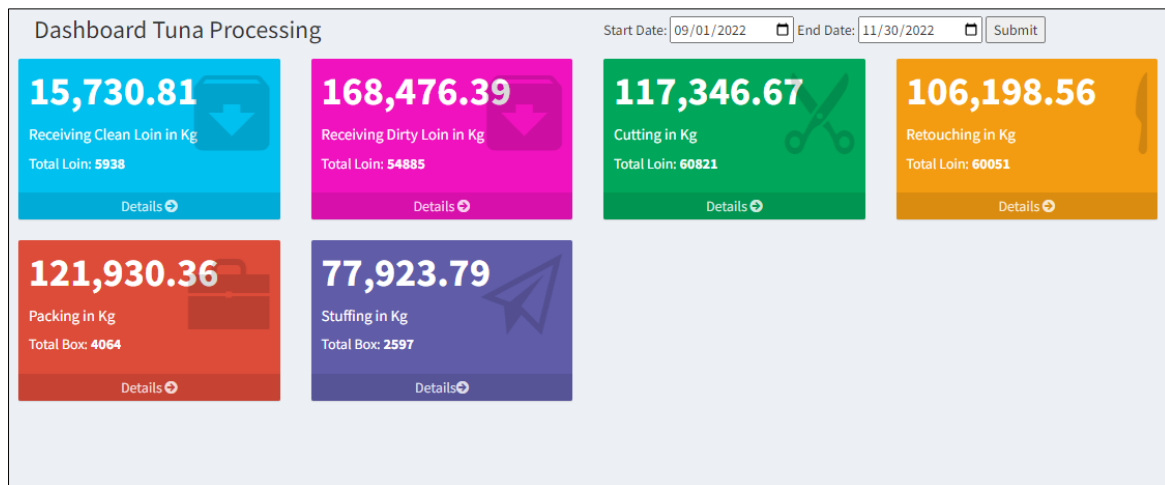 Dashboard Tuna Processing
Start Date: 09/01/2022 End Date: 11/30/2022 Submit
15,730.81
Receiving Clean Loin in Kg
Total Loin: 5938
Details
168,476.39
Receiving Dirty Loin in Kg
Total Loin: 54885
Details
117,346.67
Cutting in Kg
Total Loin: 60821
Details
106,198.56
Retouching in Kg
Total Loin: 60051
Details
121,930.36
Packing in Kg
Total Box: 4064
Details
77,923.79
Stuffing in Kg
Total Box: 2597
Details